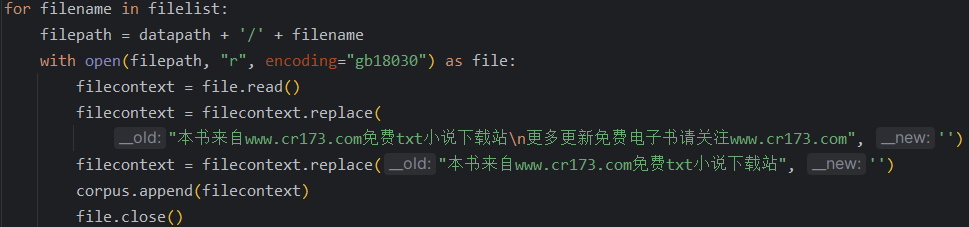 for filename in filelist:
    filepath = datapath + '/' + filename
    with open(filepath, "r", encoding="gb18030") as file:
        filecontext = file.read()
        filecontext = filecontext.replace(
            __old: "本书来自www.cr173.com免费txt小说下载站\n更多更新免费电子书请关注www.cr173.com", __new: '')
        filecontext = filecontext.replace( __old: "本书来自www.cr173.com免费txt小说下载站", __new: '')
        corpus.append(filecontext)
        file.close()